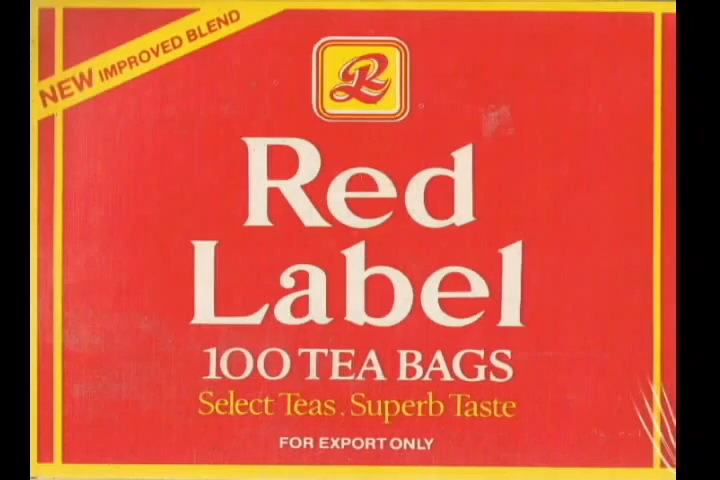 NEW IMPROVED BLEND
R
Red
Label
100 TEA BAGS
Select Teas. Superb Taste
FOR EXPORT ONLY